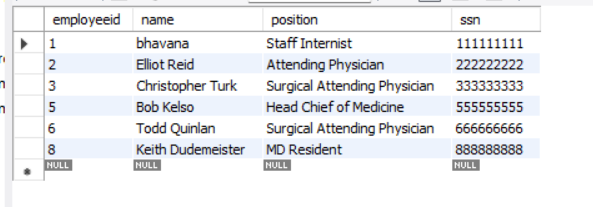 employeeid name position ssn
1 bhavana Staff Internist 111111111
2 Elliot Reid Attending Physician 222222222
3 Christopher Turk Surgical Attending Physician 333333333
5 Bob Kelso Head Chief of Medicine 555555555
6 Todd Quinlan Surgical Attending Physician 666666666
8 Keith Dudemeister MD Resident 888888888
NULL NULL NULL NULL